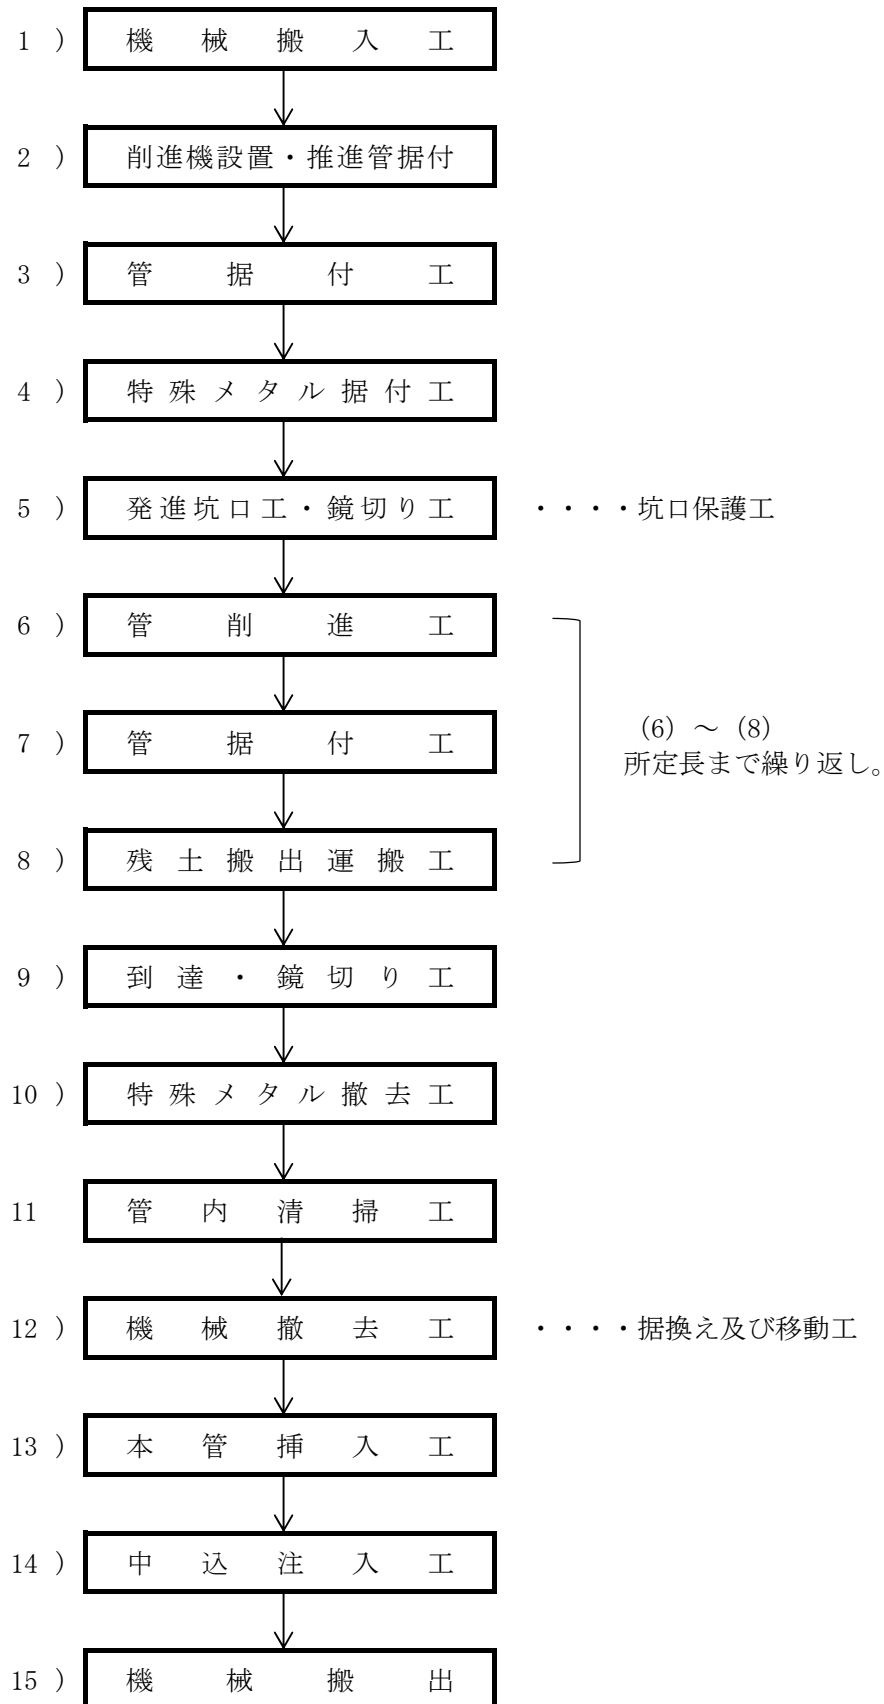 1 ) 機械搬入工
2 ) 削進機設置・推進管据付
3 ) 管据付工
4 ) 特殊メタル据付工
5 ) 発進坑口工・鏡切り工 ・・・・坑口保護工
6 ) 管削進工
7 ) 管据付工
(6) ～ (8)
所定長まで繰り返し。
8 ) 残土搬出運搬工
9 ) 到達・鏡切り工
10 ) 特殊メタル撤去工
11 管内清掃工
12 ) 機械撤去工 ・・・・据換え及び移動工
13 ) 本管挿入工
14 ) 中込注入工
15 ) 機械搬出